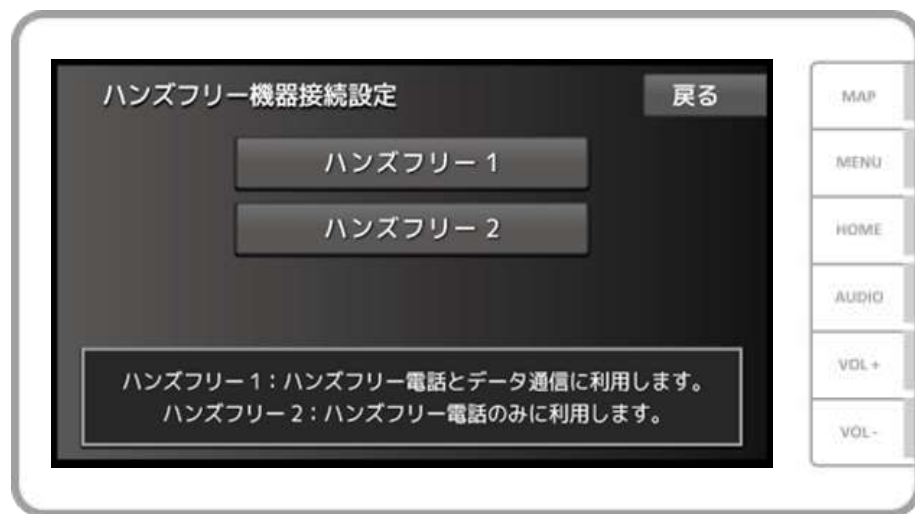 ハンズフリー機器接続設定
戻る
ハンズフリー 1
ハンズフリー 2
ハンズフリー 1：ハンズフリー電話とデータ通信に利用します。
ハンズフリー 2：ハンズフリー電話のみに利用します。
MAP
MENU
HOME
AUDIO
VOL+
VOL-